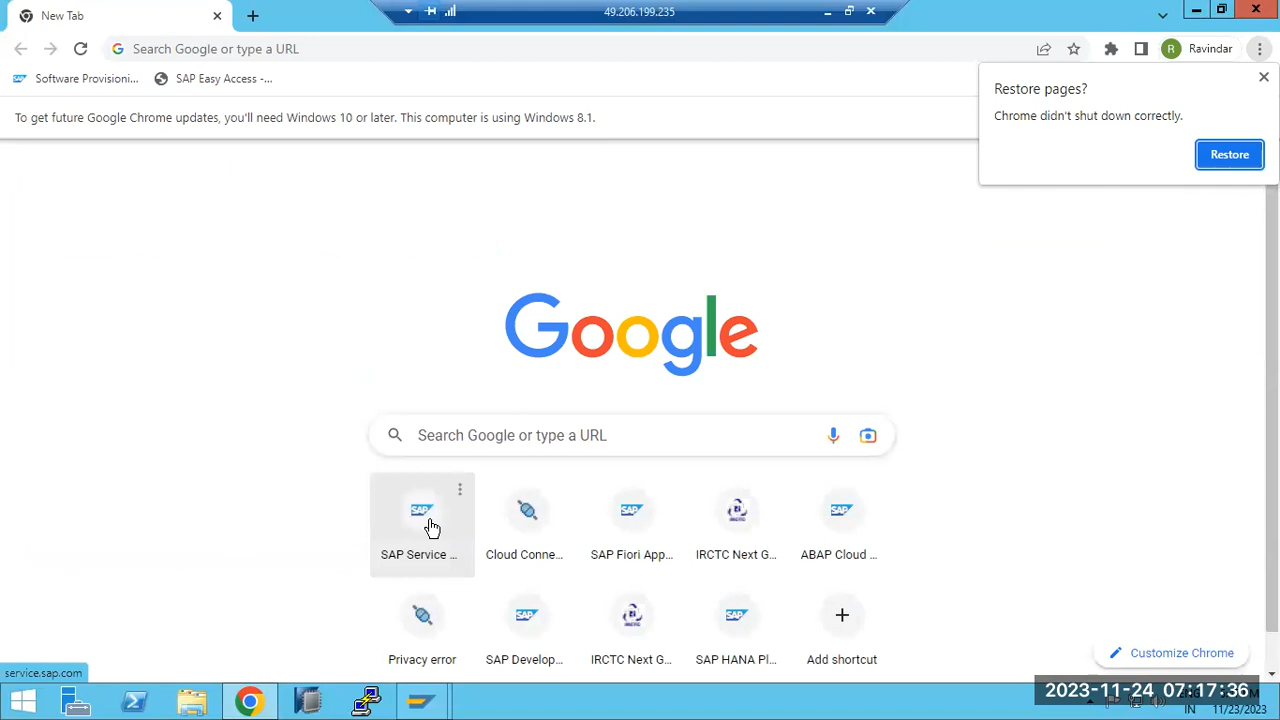 New Tab
49.206.199.235
Search Google or type a URL
R Ravindar
Software Provisioni...
SAP Easy Access -...
Restore pages?
Chrome didn't shut down correctly.
Restore
To get future Google Chrome updates, you'll need Windows 10 or later. This computer is using Windows 8.1.
Google
Search Google or type a URL
SAP Service ...
Cloud Conne...
SAP Fiori App...
IRCTC Next G...
ABAP Cloud ...
Privacy error
SAP Develop...
IRCTC Next G...
SAP HANA Pl...
Add shortcut
Customize Chrome
service.sap.com
2023-11-24 07:17:36
IN
11/23/2023